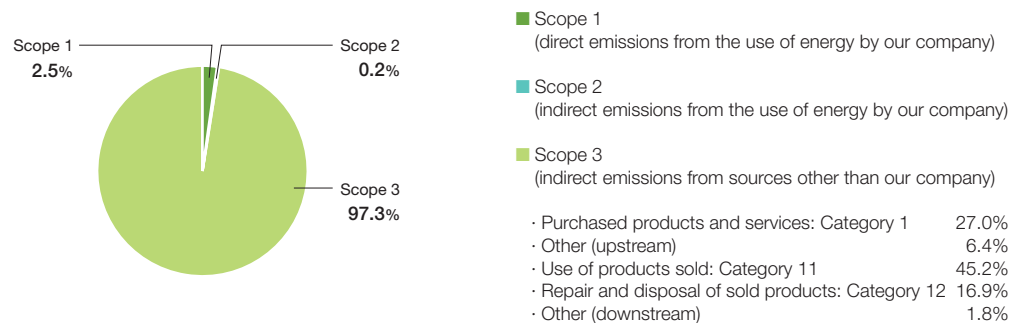 Scope 1
2.5%
Scope 2
0.2%
Scope 3
97.3%
Scope 1
(direct emissions from the use of energy by our company)
Scope 2
(indirect emissions from the use of energy by our company)
Scope 3
(indirect emissions from sources other than our company)
· Purchased products and services: Category 1 27.0%
· Other (upstream) 6.4%
· Use of products sold: Category 11 45.2%
· Repair and disposal of sold products: Category 12 16.9%
· Other (downstream) 1.8%